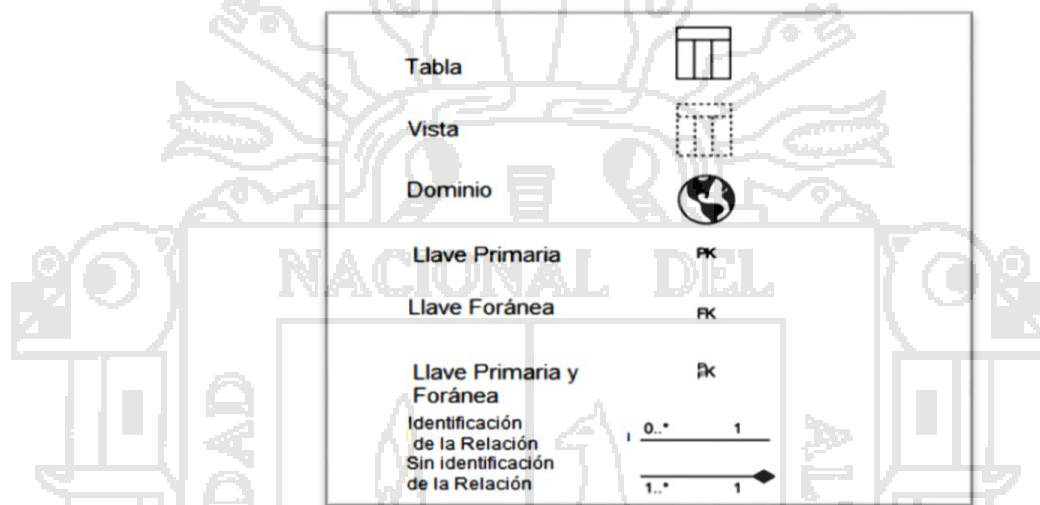 Tabla
Vista
Dominio
Llave Primaria PK
Llave Foránea FK
Llave Primaria y
Foránea
Identificación
de la Relación
0..* 1
Sin identificación
de la Relación
1..* 1
NACIONAL DEL
DAD